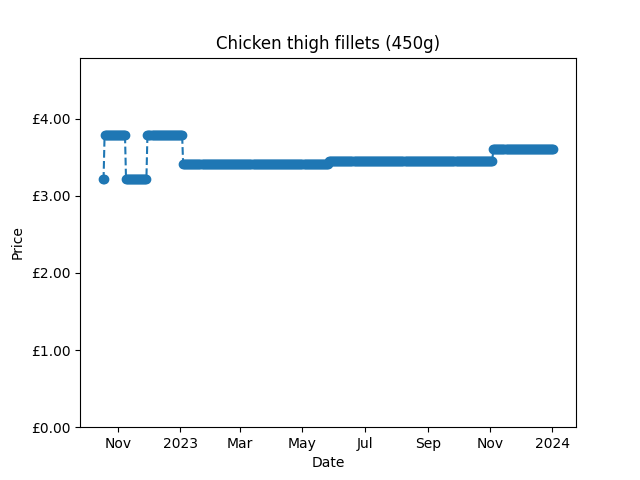 Chicken thigh fillets (450g)
£4.00
£3.00
£2.00
£1.00
£0.00
Price
Nov 2023 Mar May Jul Sep Nov 2024
Date